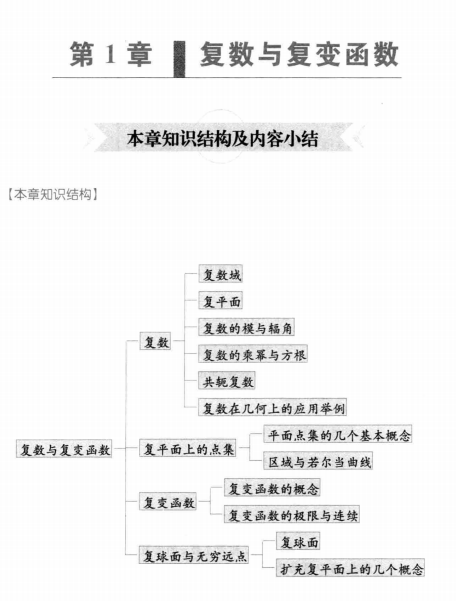 第1章 复数与复变函数
本章知识结构及内容小结
【本章知识结构】
复数域
复平面
复数的模与辐角
复数
复数的乘幂与方根
共轭复数
复数在几何上的应用举例
平面点集的几个基本概念
复数与复变函数
复平面上的点集
区域与若尔当曲线
复变函数的概念
复变函数
复变函数的极限与连续
复球面
复球面与无穷远点
扩充复平面上的几个概念